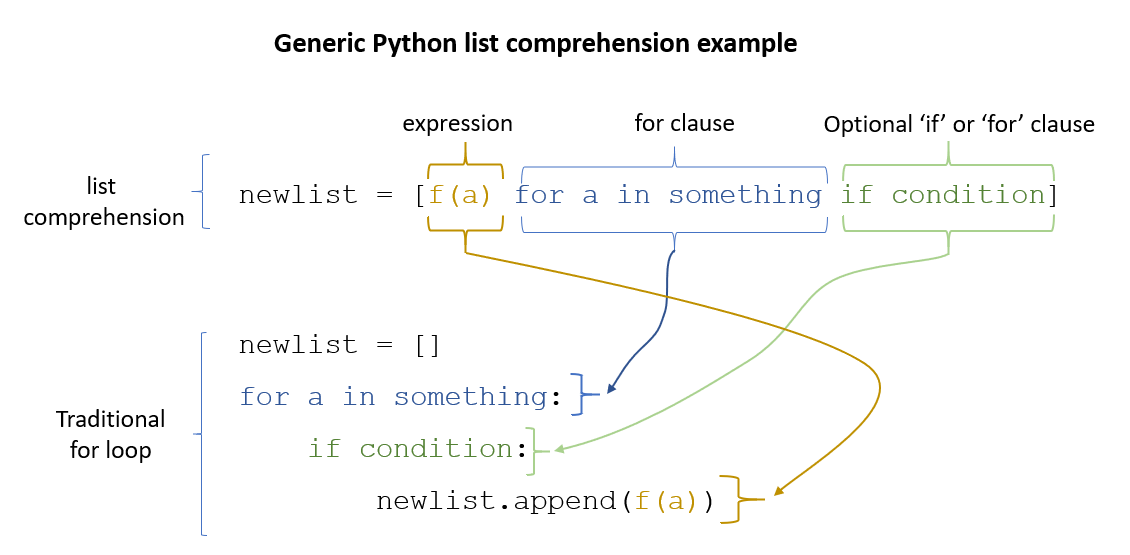 Generic Python list comprehension example
expression
for clause
Optional ‘if’ or ‘for’ clause
list
comprehension
newlist = [f(a) for a in something if condition]
Traditional
for loop
newlist = []
for a in something:
if condition:
newlist.append(f(a))